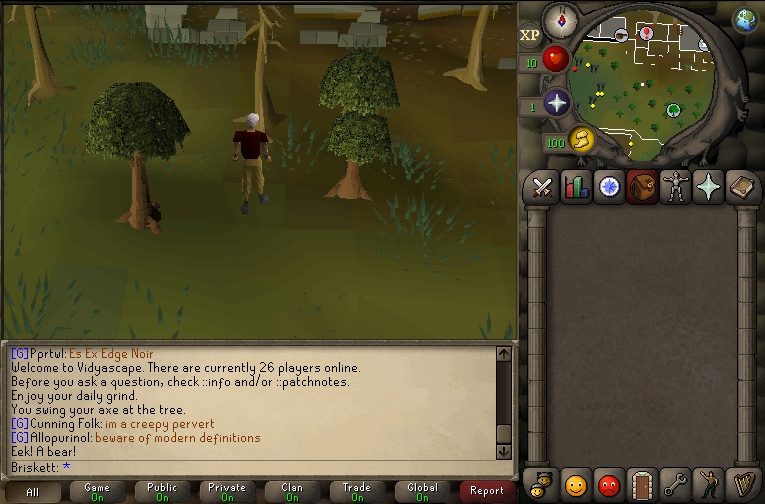 N
XP
10
1
100
[G]Pprtwl: Es Ex Edge Noir
Welcome to Vidyascape. There are currently 26 players online.
Before you ask a question, check ::info and/or ::patchnotes.
Enjoy your daily grind.
You swing your axe at the tree.
[G]Cunning Folk: im a creepy pervert
[G]Allopurinol: beware of modern definitions
Eek! A bear!
Briskett: *
All
Game
On
Public
On
Private
On
Clan
On
Trade
On
Global
On
Report